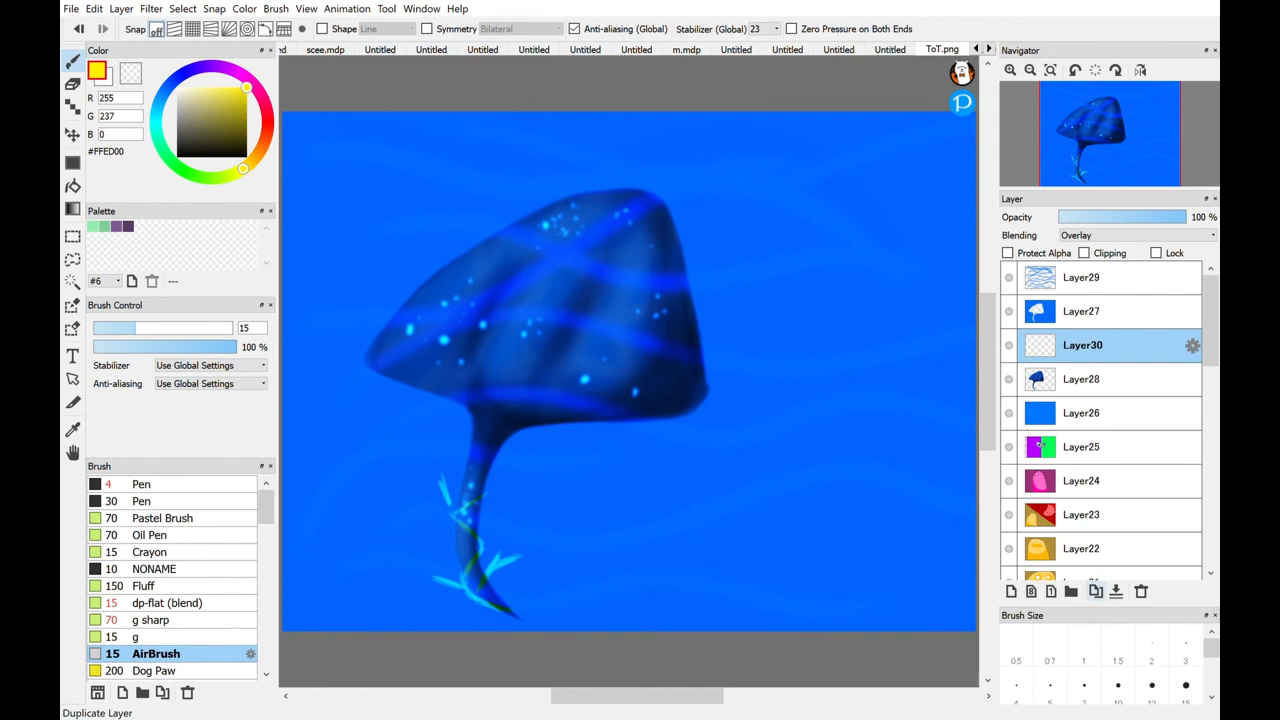 File Edit Layer Filter Select Snap Color Brush View Animation Tool Window Help
Snap off Shape Line Symmetry Bilateral Anti-aliasing (Global) Stabilizer (Global) 23 Zero Pressure on Both Ends
Color
scee.mdp Untitled Untitled Untitled Untitled Untitled Untitled m.mdp Untitled Untitled Untitled Untitled ToT.png
Navigator
R 255
G 237
B 0
#FFED00
Palette
#6 ---
Brush Control
15
100 %
Stabilizer Use Global Settings
Anti-aliasing Use Global Settings
Brush
4 Pen
30 Pen
70 Pastel Brush
70 Oil Pen
15 Crayon
10 NONAME
150 Fluff
15 dp-flat (blend)
70 g sharp
15 g
15 AirBrush
200 Dog Paw
Duplicate Layer
Layer
Opacity 100 %
Blending Overlay
Protect Alpha Clipping Lock
Layer29
Layer27
Layer30
Layer28
Layer26
Layer25
Layer24
Layer23
Layer22
Brush Size
0.5 0.7 1 1.5 2 3